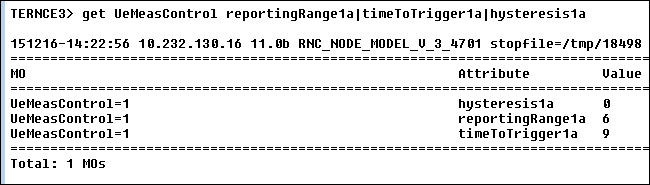 TERNCE3> get UeMeasControl reportingRange1a|timeToTrigger1a|hysteresis1a
151216-14:22:56 10.232.130.16 11.0b RNC_NODE_MODEL_V_3_4701 stopfile=/tmp/18498
=================================================================================
MO Attribute Value
=================================================================================
UeMeasControl=1 hysteresis1a 0
UeMeasControl=1 reportingRange1a 6
UeMeasControl=1 timeToTrigger1a 9
=================================================================================
Total: 1 MOs